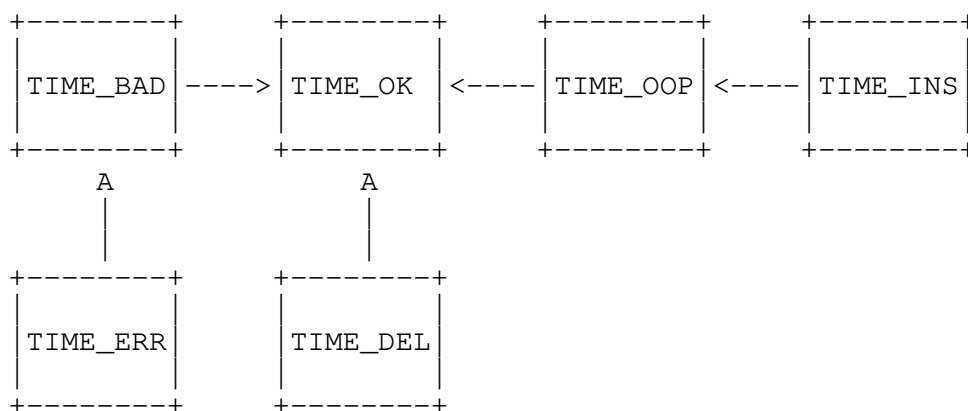 TIME_BAD ----> TIME_OK <---- TIME_OOP <---- TIME_INS
A A
TIME_ERR TIME_DEL